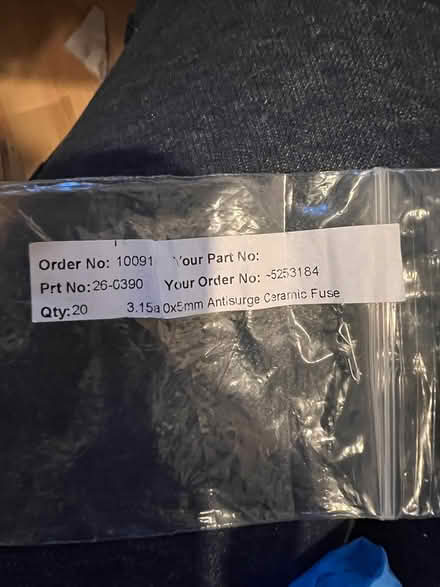 Order No: 10091 Your Part No:
Prt No: 26-0390 Your Order No: ~5253184
Qty: 20 3.15a 0x5mm Antisurge Ceramic Fuse